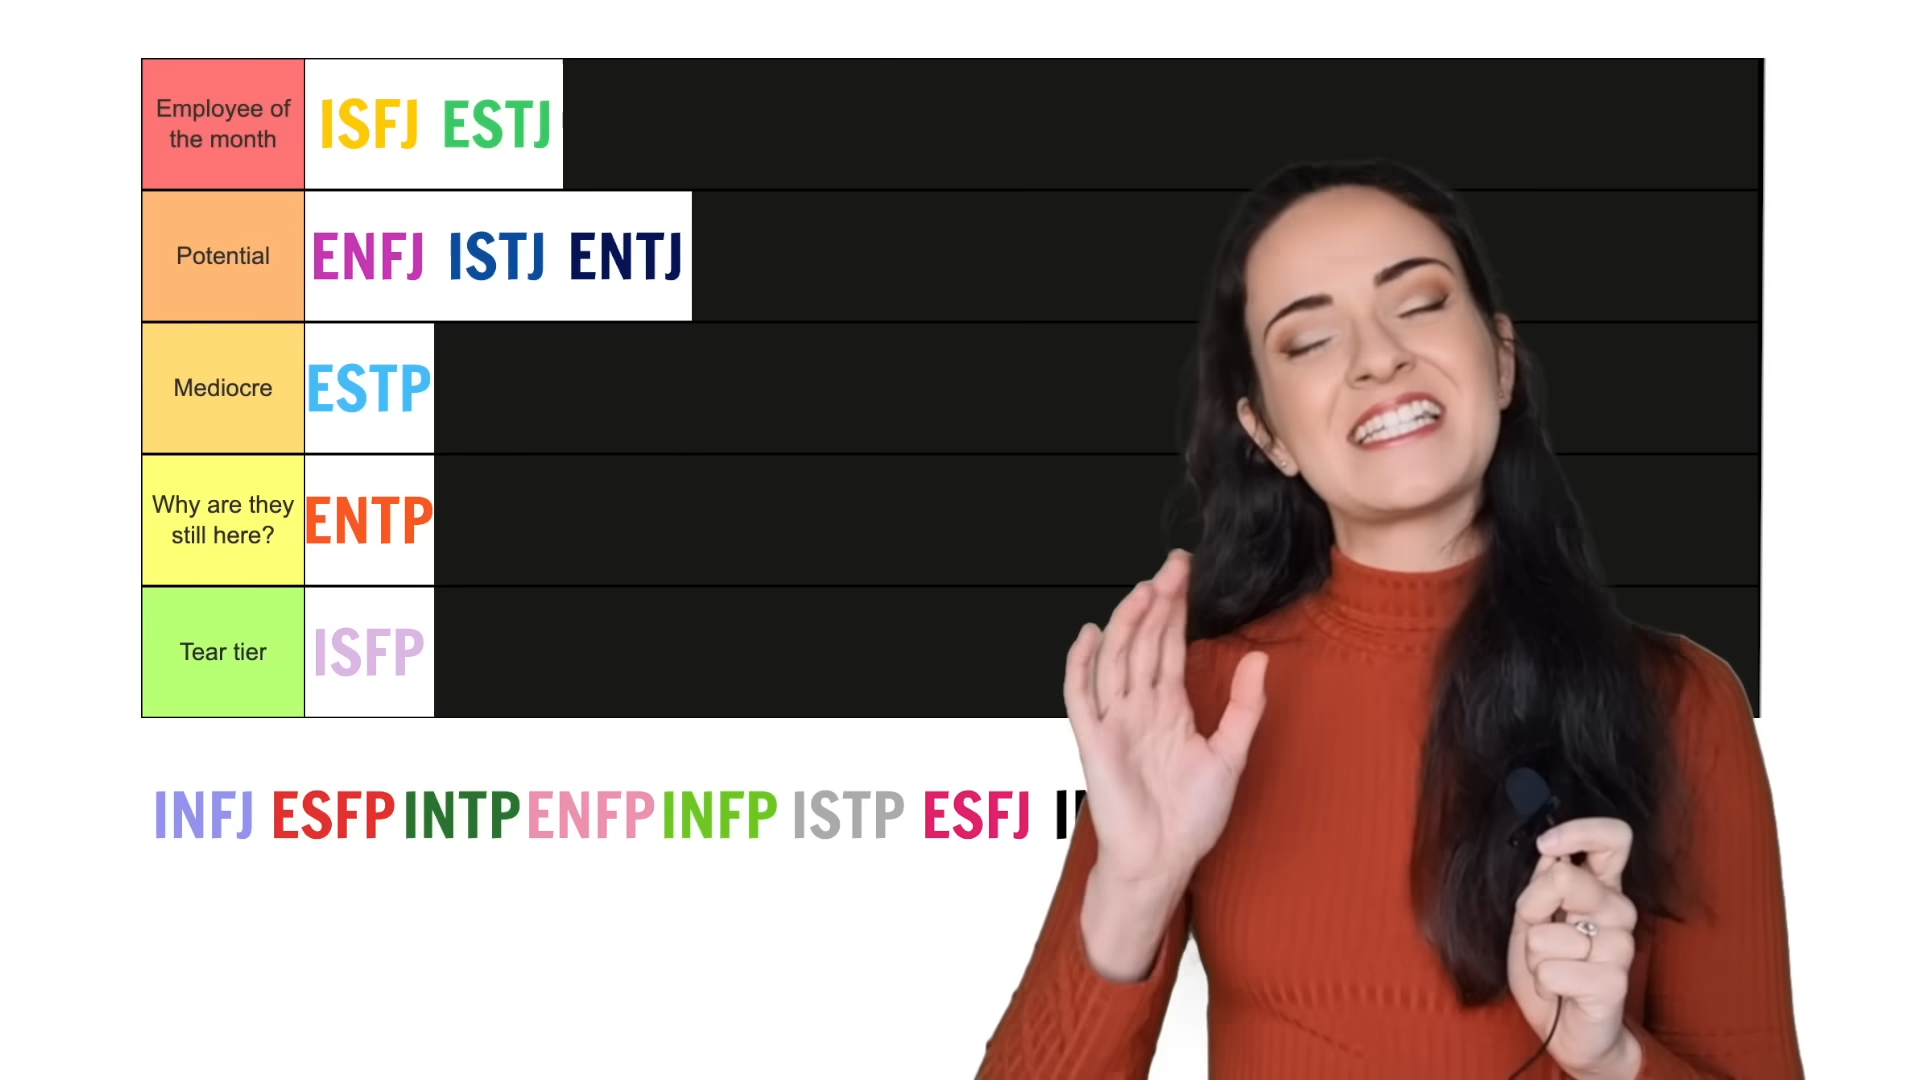 Employee of
the month
ISFJ ESTJ
Potential
ENFJ ISTJ ENTJ
Mediocre
ESTP
Why are they
still here?
ENTP
Tear tier
ISFP
INFJ ESFP INTP ENFP INFP ISTP ESFJ